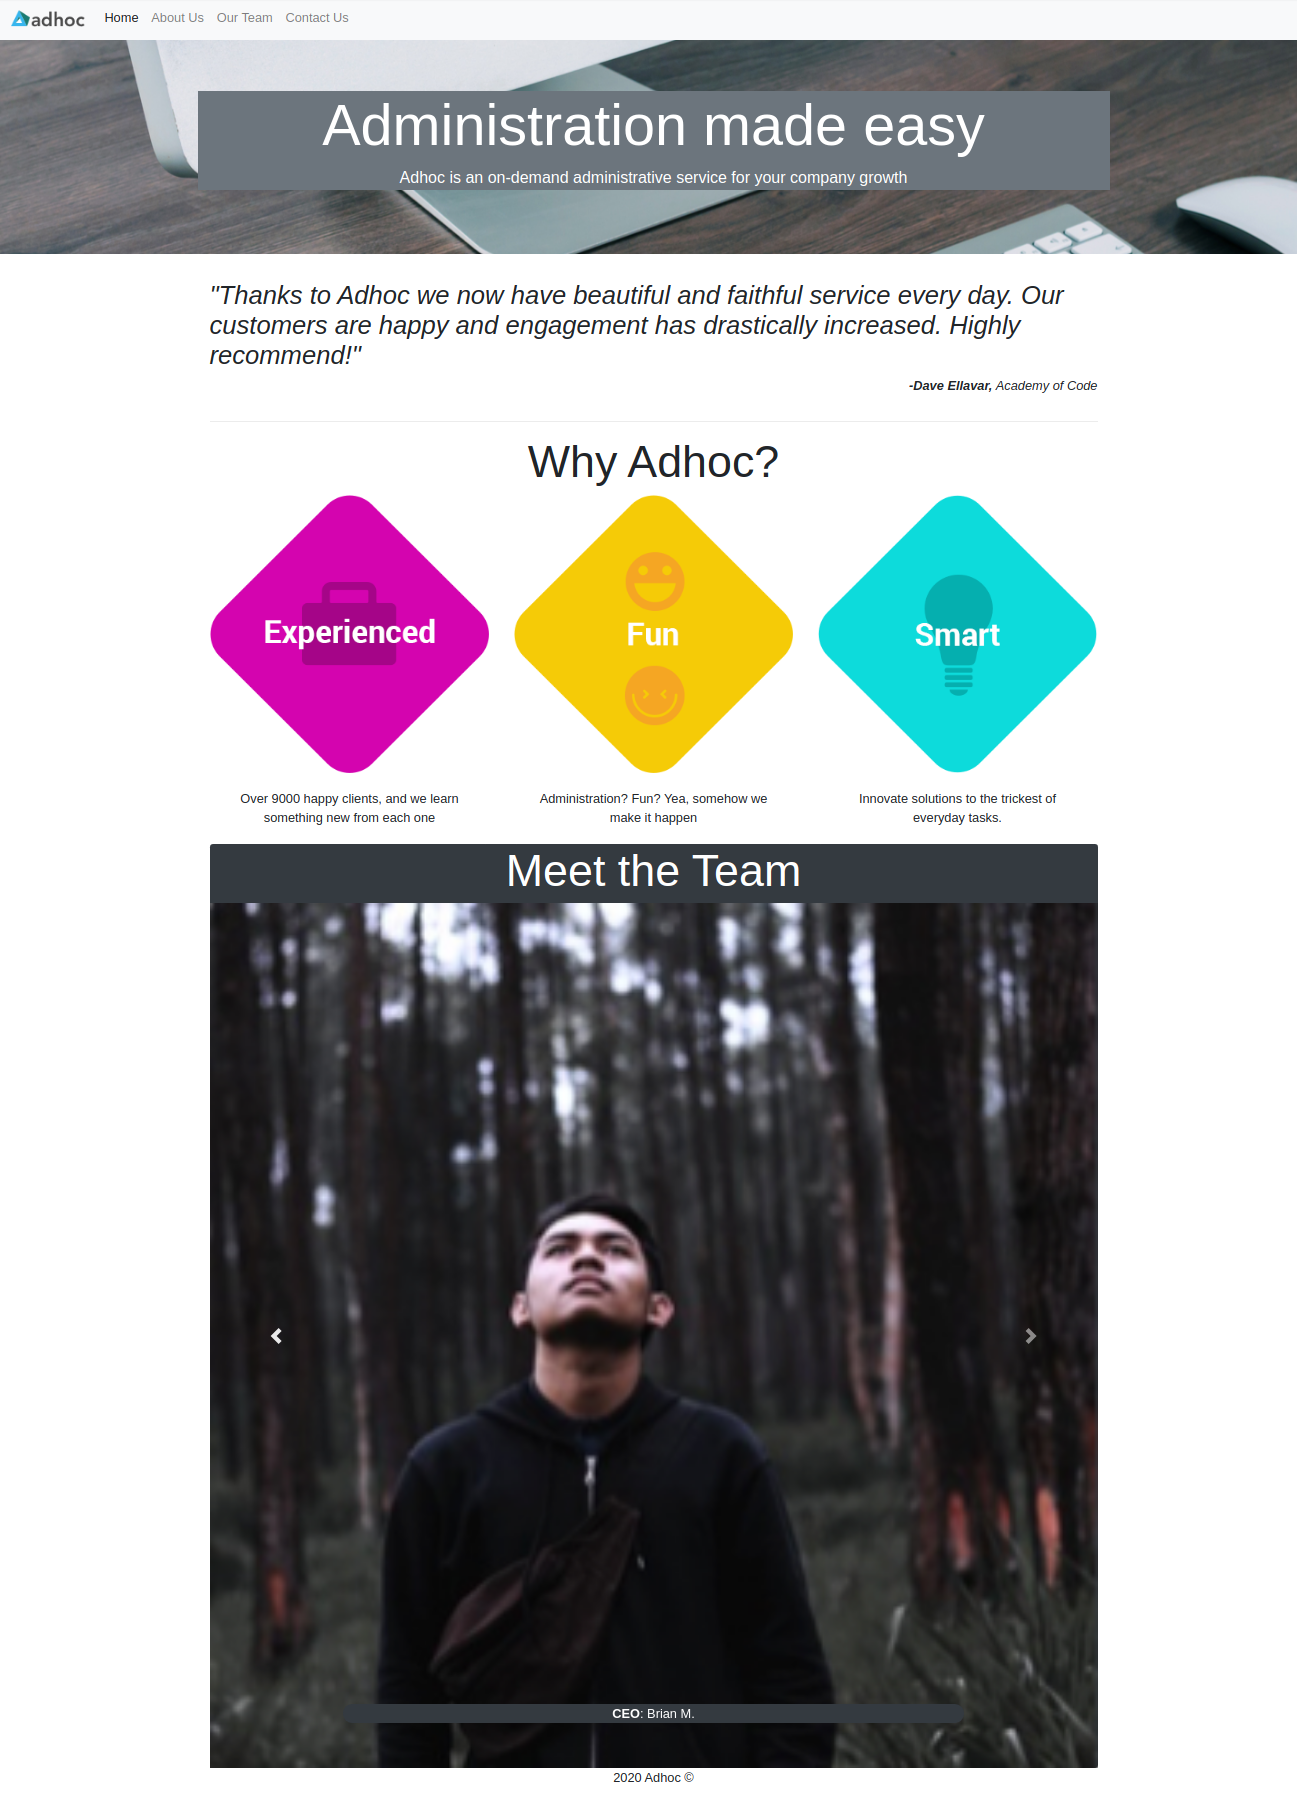 adhoc Home About Us Our Team Contact Us
Administration made easy
Adhoc is an on-demand administrative service for your company growth
"Thanks to Adhoc we now have beautiful and faithful service every day. Our
customers are happy and engagement has drastically increased. Highly
recommend!"
-Dave Ellavar, Academy of Code
Why Adhoc?
Experienced
Fun
Smart
Over 9000 happy clients, and we learn
something new from each one
Administration? Fun? Yea, somehow we
make it happen
Innovate solutions to the trickest of
everyday tasks.
Meet the Team
CEO: Brian M.
2020 Adhoc ©